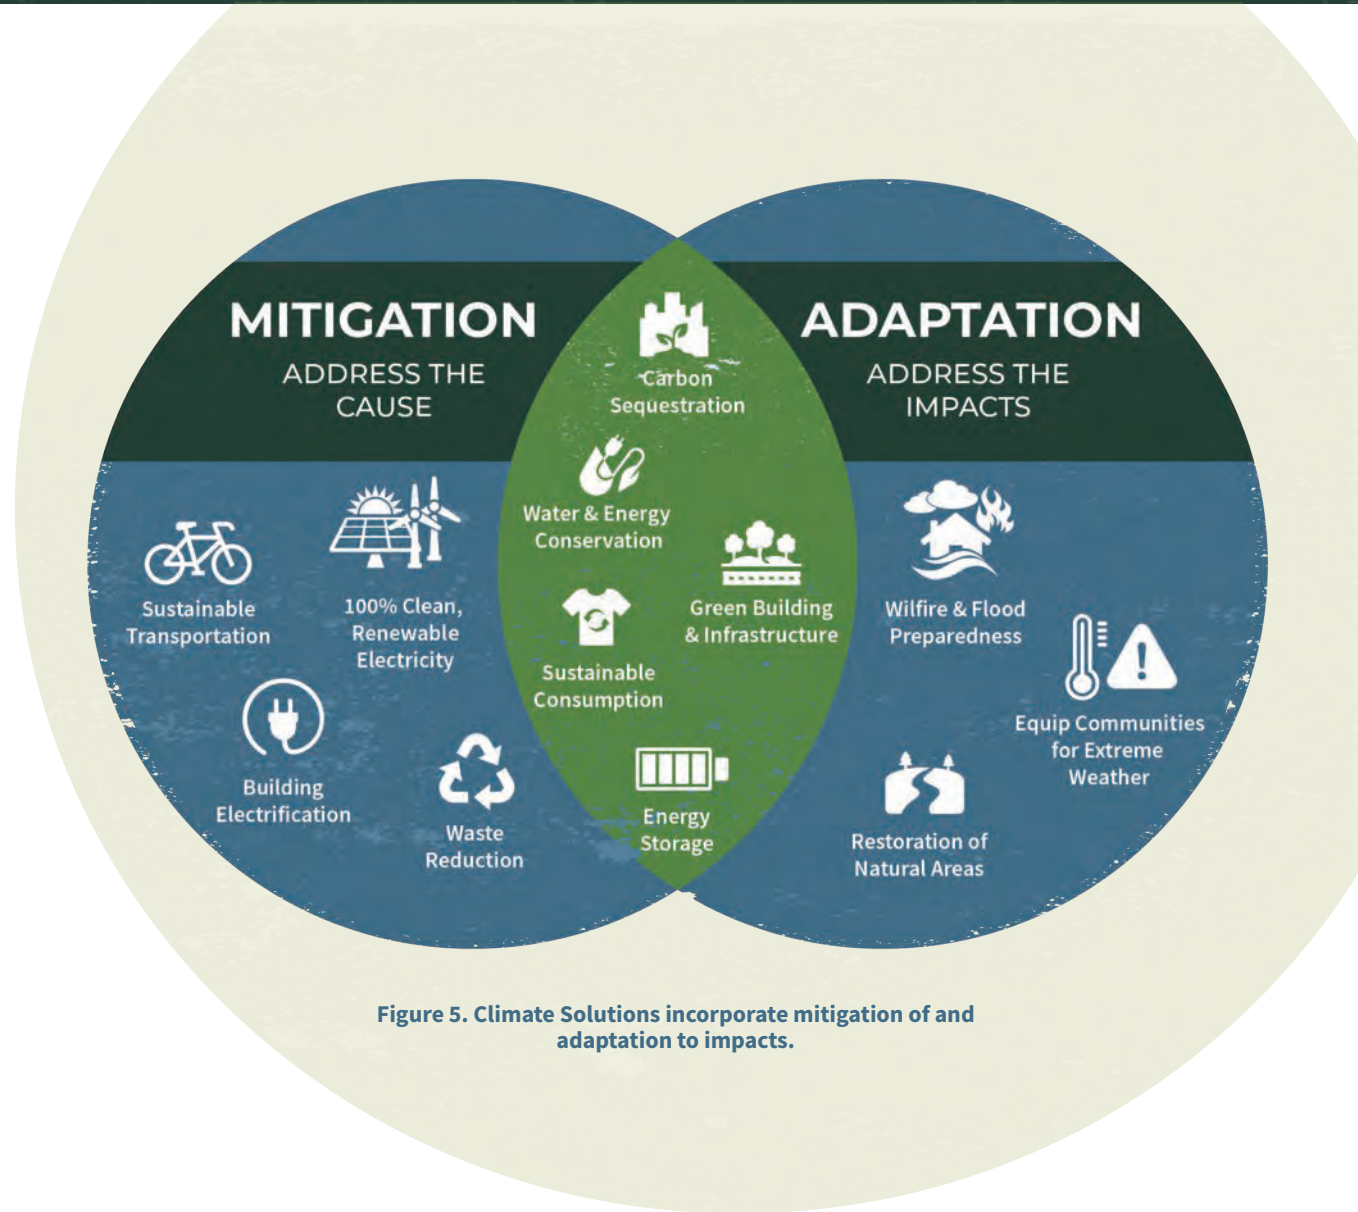 MITIGATION
ADDRESS THE
CAUSE
ADAPTATION
ADDRESS THE
IMPACTS
Carbon
Sequestration
Water & Energy
Conservation
Green Building
& Infrastructure
Sustainable
Consumption
Energy
Storage
Sustainable
Transportation
100% Clean,
Renewable
Electricity
Building
Electrification
Waste
Reduction
Wilfire & Flood
Preparedness
Equip Communities
for Extreme
Weather
Restoration of
Natural Areas
Figure 5. Climate Solutions incorporate mitigation of and
adaptation to impacts.